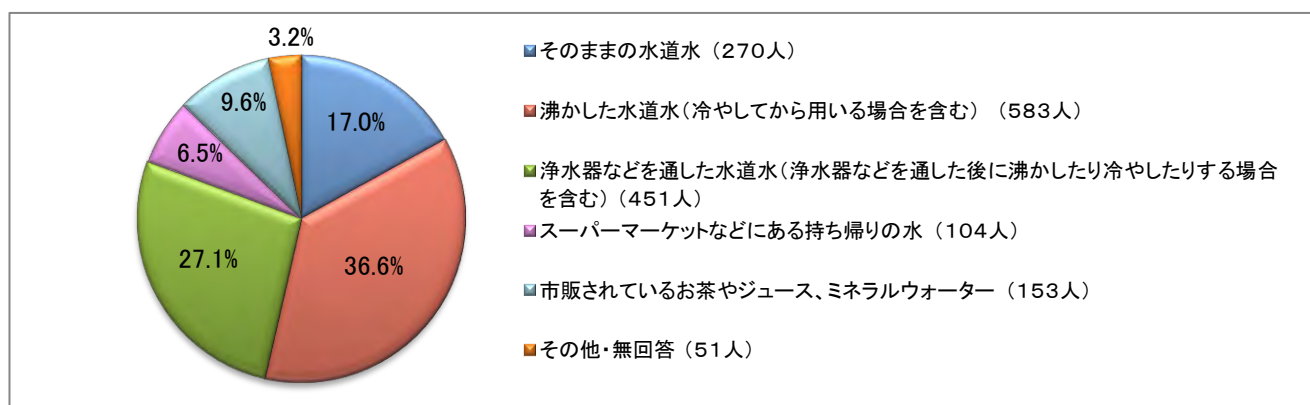 3.2%
9.6%
17.0%
6.5%
27.1%
36.6%
そのままの水道水 (270人)
沸かした水道水(冷やしてから用いる場合を含む) (583人)
浄水器などを通した水道水(浄水器などを通した後に沸かしたり冷やしたりする場合
を含む) (451人)
スーパーマーケットなどにある持ち帰りの水 (104人)
市販されているお茶やジュース、ミネラルウォーター (153人)
その他・無回答 (51人)